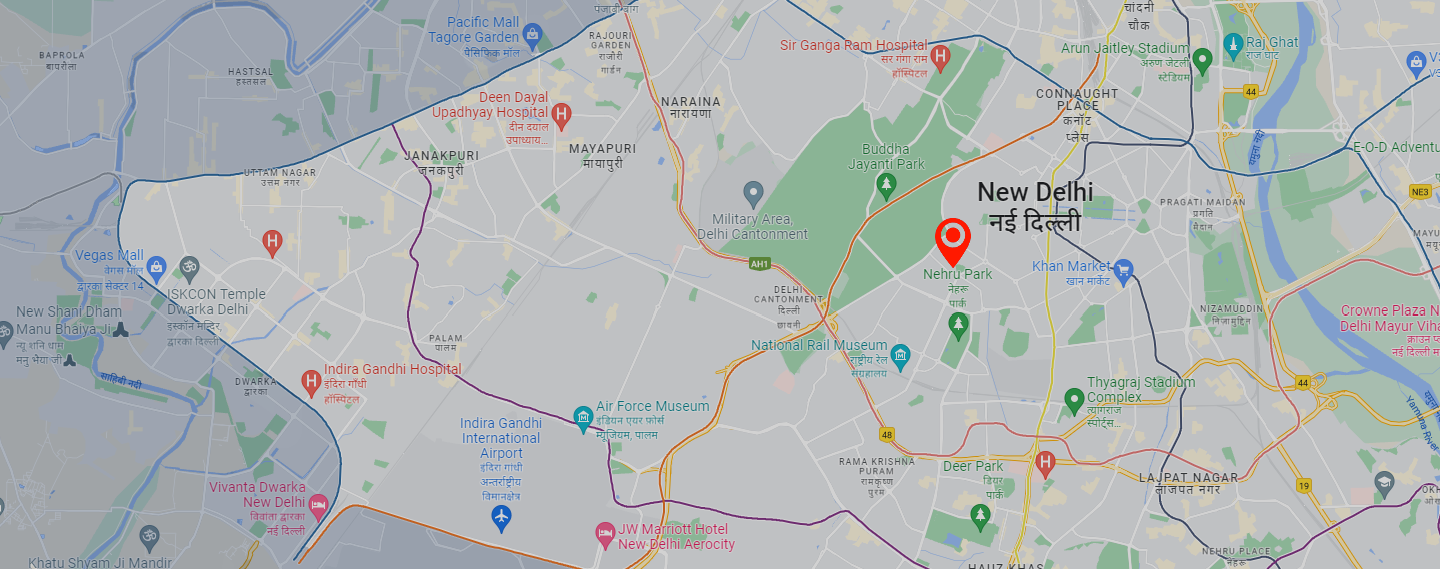 पंजाबी बाग
चांदनी
चौक
Pacific Mall
Tagore Garden
पैसिफिक मॉल
RAJOURI
GARDEN
राजौरी
गार्डन
BAPROLA
बापरोला
HASTSAL
हस्तसल
Sir Ganga Ram Hospital
सर गंगा राम
हॉस्पिटल
Arun Jaitley Stadium
अरुण जेटली
स्टेडियम
Raj Ghat
राज घाट
44
CONNAUGHT
PLACE
कनॉट
प्लेस
Deen Dayal
Upadhyay Hospital
दीन दयाल
उपाध्याय...
NARAINA
नारायणा
MAYAPURI
मायापुरी
JANAKPURI
जनकपुरी
UTTAM NAGAR
उत्तम नगर
Buddha
Jayanti Park
यमुना नदी
E-O-D Adventu
NE3
New Delhi
नई दिल्ली
PRAGATI MAIDAN
प्रगति
मैदान
Military Area,
Delhi Cantonment
AH1
Vegas Mall
वेगस मॉल
द्वारका सेक्टर 14
ISKCON Temple
Dwarka Delhi
इस्कॉन मन्दिर,
द्वारका दिल्ली
Nehru Park
नेहरू
पार्क
Khan Market
खान मार्केट
DELHI
CANTONMENT
दिल्ली
छावनी
NIZAMUDDIN
निजामुद्दिन
New Shani Dham
Manu Bhaiya Ji
न्यू शनि धाम
मनु भैया जी
Crowne Plaza N
Delhi Mayur Viha
PALAM
पालम
National Rail Museum
राष्ट्रीय रेल
संग्रहालय
साहिबी नदी
DWARKA
द्वारका
Indira Gandhi Hospital
इंदिरा गाँधी
हॉस्पिटल
Thyagraj Stadium
Complex
त्यागराज
स्पोर्ट्स...
44
Air Force Museum
इंडियन एयर फ़ोर्स
म्यूजियम, पालम
Indira Gandhi
International
Airport
इंदिरा गांधी
अन्तर्राष्ट्रीय
विमानक्षेत्र
Yamuna River
48
RAMA KRISHNA
PURAM
रामकृष्ण
पुरम
Deer Park
डियर
पार्क
LAJPAT NAGAR
लाजपत नगर
19
Vivanta Dwarka
New Delhi
विवांता द्वारका
नई दिल्ली
JW Marriott Hotel
New Delhi Aerocity
Khatu Shyam Ji Mandir
NEHRU PLACE
नेहरू
HAUZ KHAS